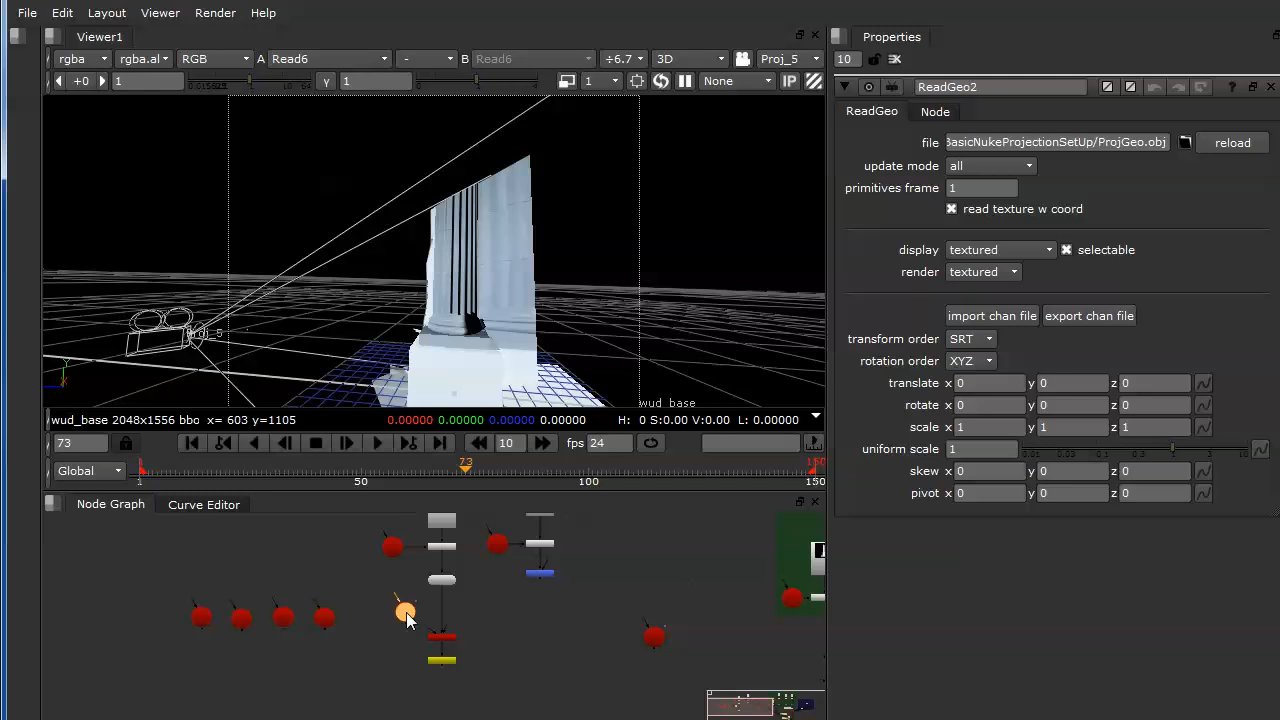 File Edit Layout Viewer Render Help
Viewer1
Properties
rgba rgba.al RGB A Read6 - B Read6 ÷6.7 3D Proj_5
10
+0 1 γ 1 1 None IP
ReadGeo2
ReadGeo Node
file BasicNukeProjectionSetUp/ProjGeo.obj reload
update mode all
primitives frame 1
read texture w coord
display textured selectable
render textured
import chan file export chan file
transform order SRT
rotation order XYZ
translate x 0 y 0 z 0
rotate x 0 y 0 z 0
scale x 1 y 1 z 1
uniform scale 1
skew x 0 y 0 z 0
pivot x 0 y 0 z 0
wud_base
wud_base 2048x1556 bbo x= 603 y=1105 0.00000 0.00000 0.00000 0.00000 H: 0 S:0.00 V:0.00 L: 0.00000
73 10 fps 24
Global 1 50 73 100 150
Node Graph Curve Editor